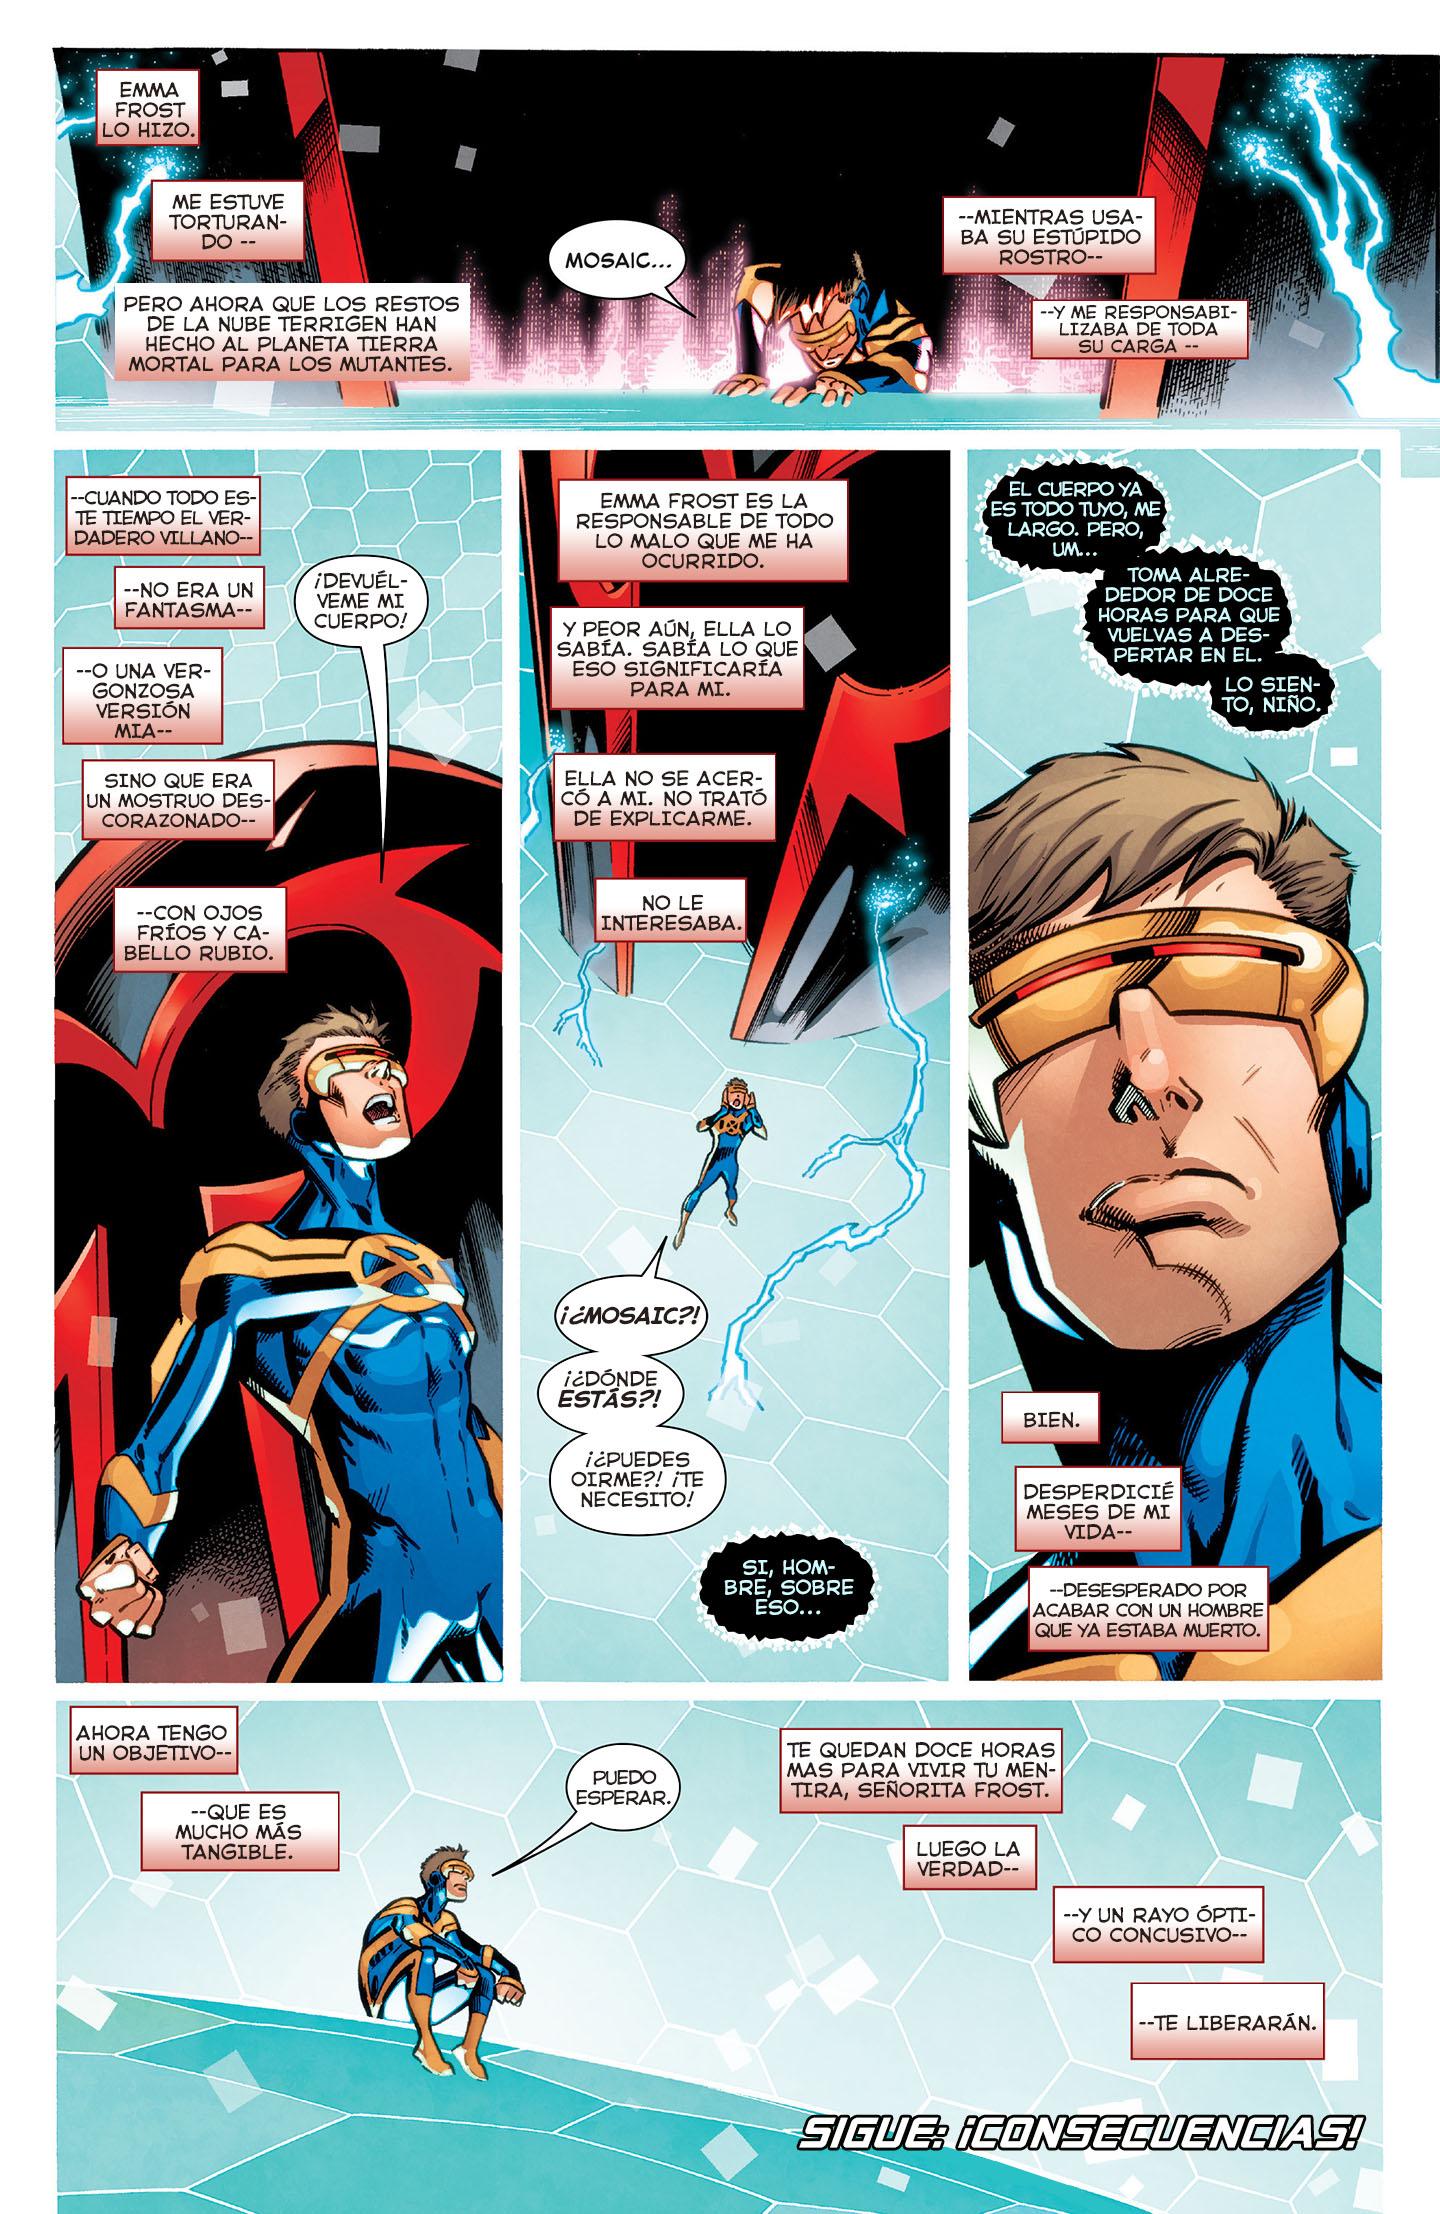 EMMA
FROST
LO HIZO.
ME ESTUVE
TORTURAN-
DO --
PERO AHORA QUE LOS RESTOS
DE LA NUBE TERRIGEN HAN
HECHO AL PLANETA TIERRA
MORTAL PARA LOS MUTANTES.
MOSAIC...
--MIENTRAS USA-
BA SU ESTÚPIDO
ROSTRO--
--Y ME RESPONSABI-
LIZABA DE TODA
SU CARGA --
--CUANDO TODO ES-
TE TIEMPO EL VER-
DADERO VILLANO--
--NO ERA UN
FANTASMA--
¡DEVUÉL-
VEME MI
CUERPO!
--O UNA VER-
GONZOSA
VERSIÓN
MIA--
SINO QUE ERA
UN MOSTRUO DES-
CORAZONADO--
--CON OJOS
FRÍOS Y CA-
BELLO RUBIO.
EMMA FROST ES LA
RESPONSABLE DE TODO
LO MALO QUE ME HA
OCURRIDO.
Y PEOR AÚN, ELLA LO
SABÍA. SABÍA LO QUE
ESO SIGNIFICARÍA
PARA MI.
ELLA NO SE ACER-
CÓ A MI. NO TRATÓ
DE EXPLICARME.
NO LE
INTERESABA.
¡¿MOSAIC?!
¡¿DÓNDE
ESTÁS?!
¡¿PUEDES
OIRME?! ¡TE
NECESITO!
SI, HOM-
BRE, SOBRE
ESO...
EL CUERPO YA
ES TODO TUYO, ME
LARGO. PERO,
UM...
TOMA ALRE-
DEDOR DE DOCE
HORAS PARA QUE
VUELVAS A DES-
PERTAR EN EL.
LO SIEN-
TO, NIÑO.
BIEN.
DESPERDICIÉ
MESES DE MI
VIDA--
--DESESPERADO POR
ACABAR CON UN HOMBRE
QUE YA ESTABA MUERTO.
AHORA TENGO
UN OBJETIVO--
--QUE ES
MUCHO MÁS
TANGIBLE.
PUEDO
ESPERAR.
TE QUEDAN DOCE HORAS
MAS PARA VIVIR TU MEN-
TIRA, SEÑORITA FROST.
LUEGO LA
VERDAD--
--Y UN RAYO ÓPTI-
CO CONCUSIVO--
--TE LIBERARÁN.
SIGUE: ¡CONSECUENCIAS!